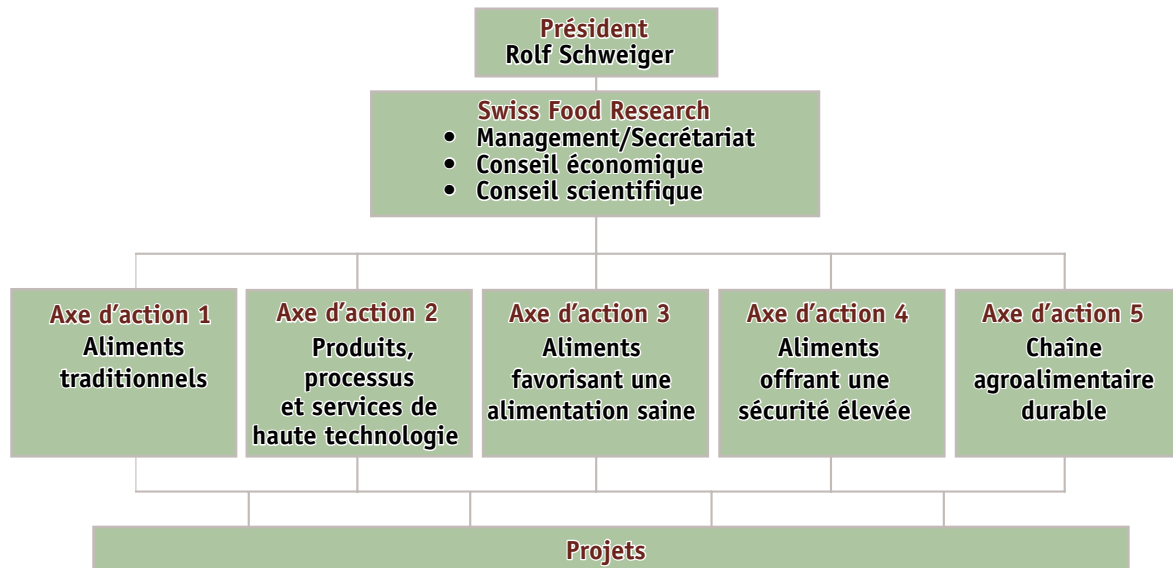 Président
Rolf Schweiger
Swiss Food Research
• Management/Secrétariat
• Conseil économique
• Conseil scientifique
Axe d’action 1
Aliments
traditionnels
Axe d’action 2
Produits,
processus
et services de
haute technologie
Axe d’action 3
Aliments
favorisant une
alimentation saine
Axe d’action 4
Aliments
offrant une
sécurité élevée
Axe d’action 5
Chaîne
agroalimentaire
durable
Projets